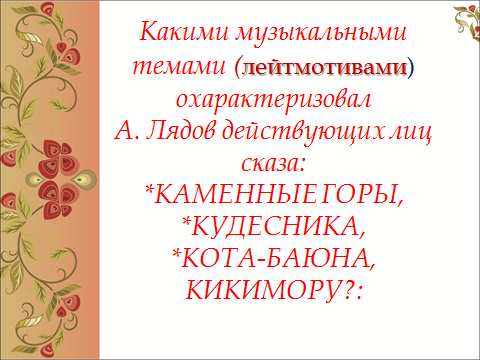 Какими музыкальными
темами (лейтмотивами)
охарактеризовал
А. Лядов действующих лиц
сказа:
*КАМЕННЫЕ ГОРЫ,
*КУДЕСНИКА,
*КОТА-БАЮНА,
КИКИМОРУ?: